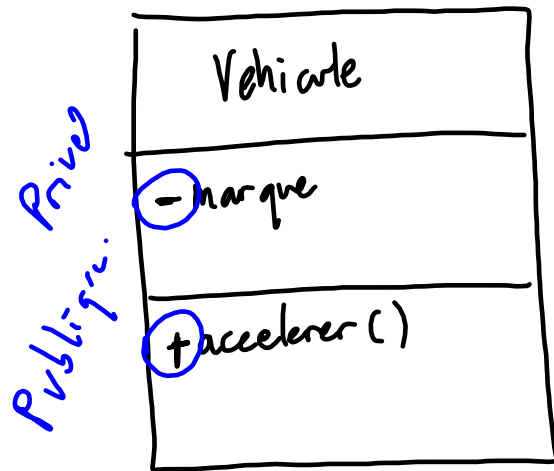 Vehicule
- marque
+ accelerer ()
Privé
Publique.